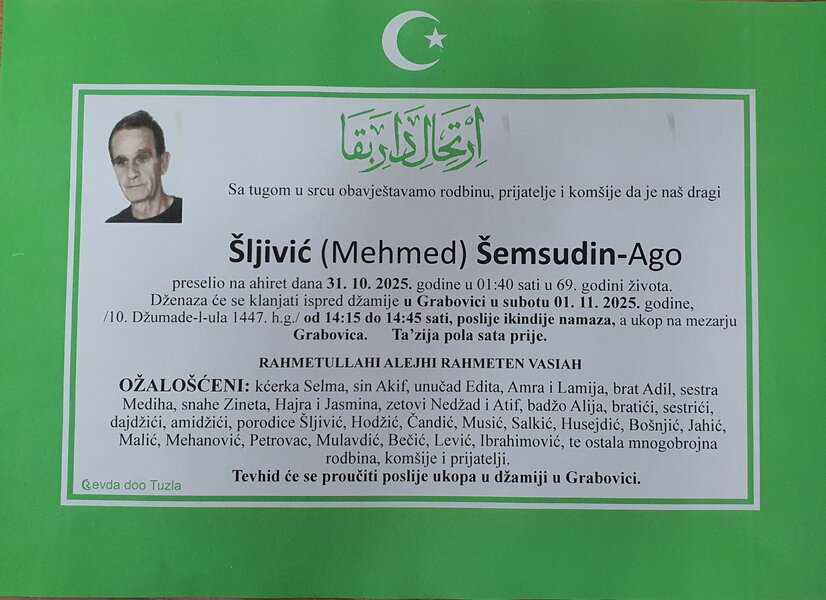 اِرْتِحَالِ دَارِ بَقَا
Sa tugom u srcu obavještavamo rodbinu, prijatelje i komšije da je naš dragi
Šljivić (Mehmed) Šemsudin-Ago
preselio na ahiret dana 31. 10. 2025. godine u 01:40 sati u 69. godini života.
Dženaza će se klanjati ispred džamije u Grabovici u subotu 01. 11. 2025. godine,
/10. Džumade-l-ula 1447. h.g./ od 14:15 do 14:45 sati, poslije ikindije namaza, a ukop na mezarju
Grabovica. Ta'zija pola sata prije.
RAHMETULLAHI ALEJHI RAHMETEN VASIAH
OŽALOŠĆENI: kćerka Selma, sin Akif, unučad Edita, Amra i Lamija, brat Adil, sestra
Mediha, snahe Zineta, Hajra i Jasmina, zetovi Nedžad i Atif, badžo Alija, bratići, sestrići,
dajdžići, amidžići, porodice Šljivić, Hodžić, Čandić, Musić, Salkić, Husejdić, Bošnjić, Jahić,
Malić, Mehanović, Petrovac, Mulavdić, Bečić, Lević, Ibrahimović, te ostala mnogobrojna
rodbina, komšije i prijatelji.
Tevhid će se proučiti poslije ukopa u džamiji u Grabovici.
Sevda doo Tuzla